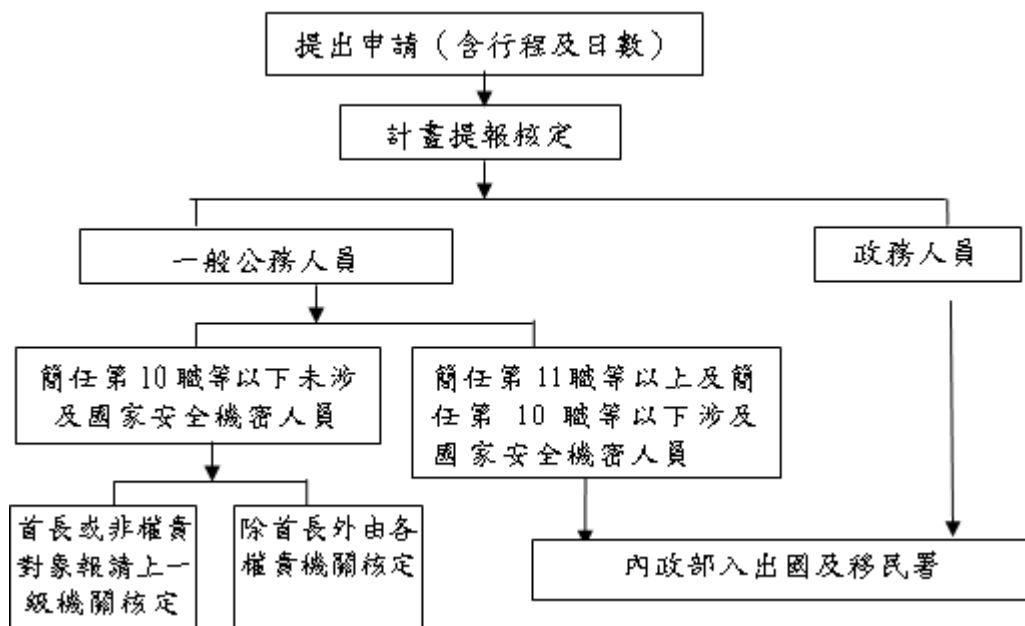 提出申請（含行程及日數）
計畫提報核定
一般公務人員
政務人員
簡任第10職等以下未涉
及國家安全機密人員
簡任第11職等以上及簡
任第 10 職等以下涉及
國家安全機密人員
首長或非權責
對象報請上一
級機關核定
除首長外由各
權責機關核定
內政部入出國及移民署